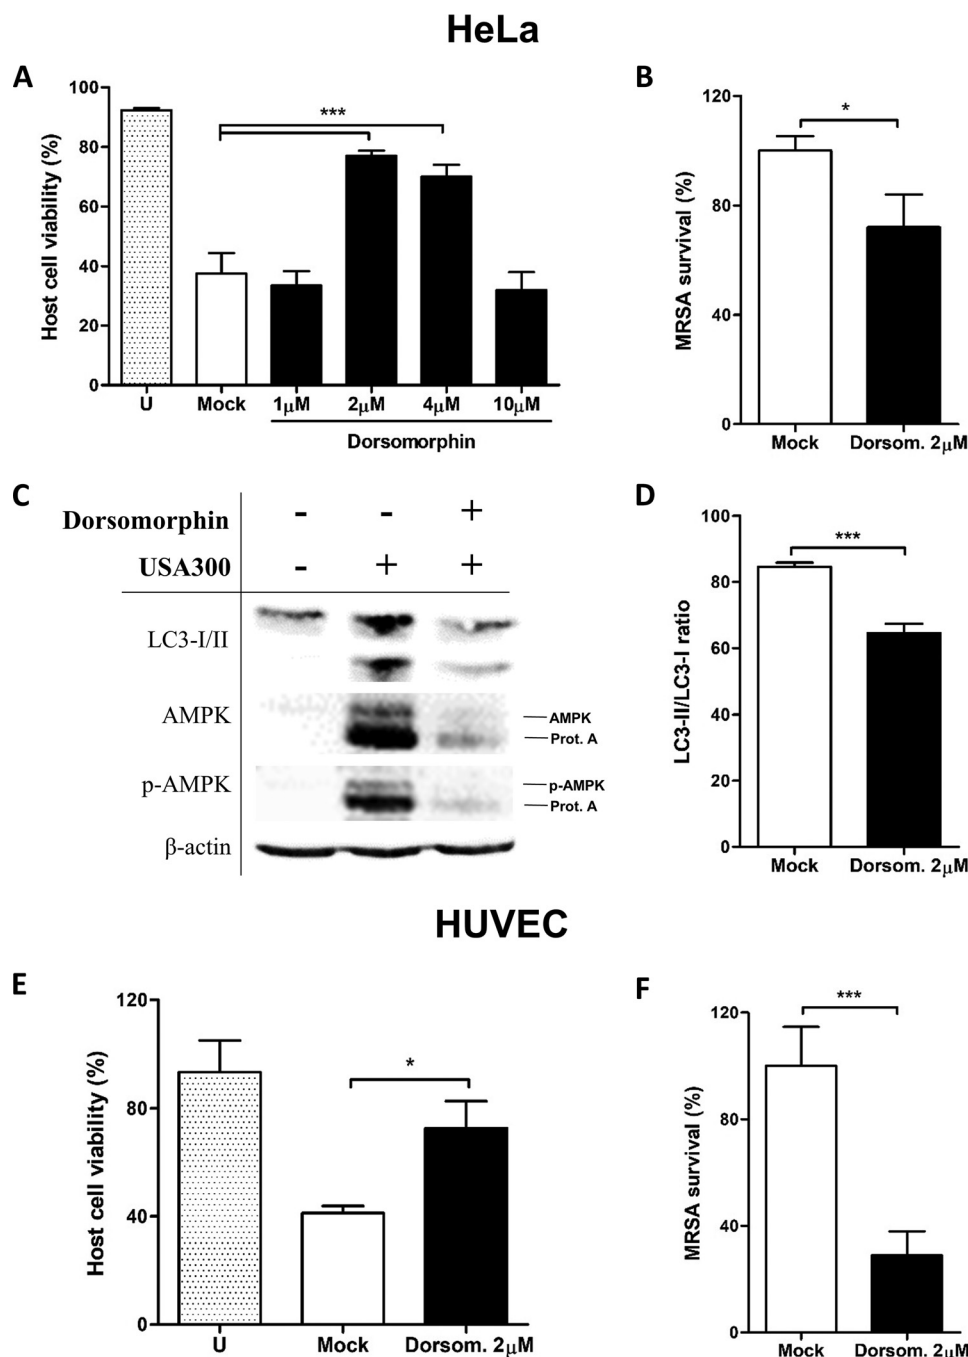 HeLa
A
Host cell viability (%)
100
80
60
40
20
0
***
U Mock 1μM 2μM 4μM 10μM
Dorsomorphin
B
MRSA survival (%)
120
80
40
0
*
Mock Dorsom. 2μM
C
Dorsomorphin - - +
USA300 - + +
LC3-I/II
AMPK
AMPK
Prot. A
p-AMPK
p-AMPK
Prot. A
β-actin
D
LC3-II/LC3-I ratio
100
80
60
40
20
0
***
Mock Dorsom. 2μM
HUVEC
E
Host cell viability (%)
120
80
40
0
*
U Mock Dorsom. 2μM
F
MRSA survival (%)
120
80
40
0
***
Mock Dorsom. 2μM